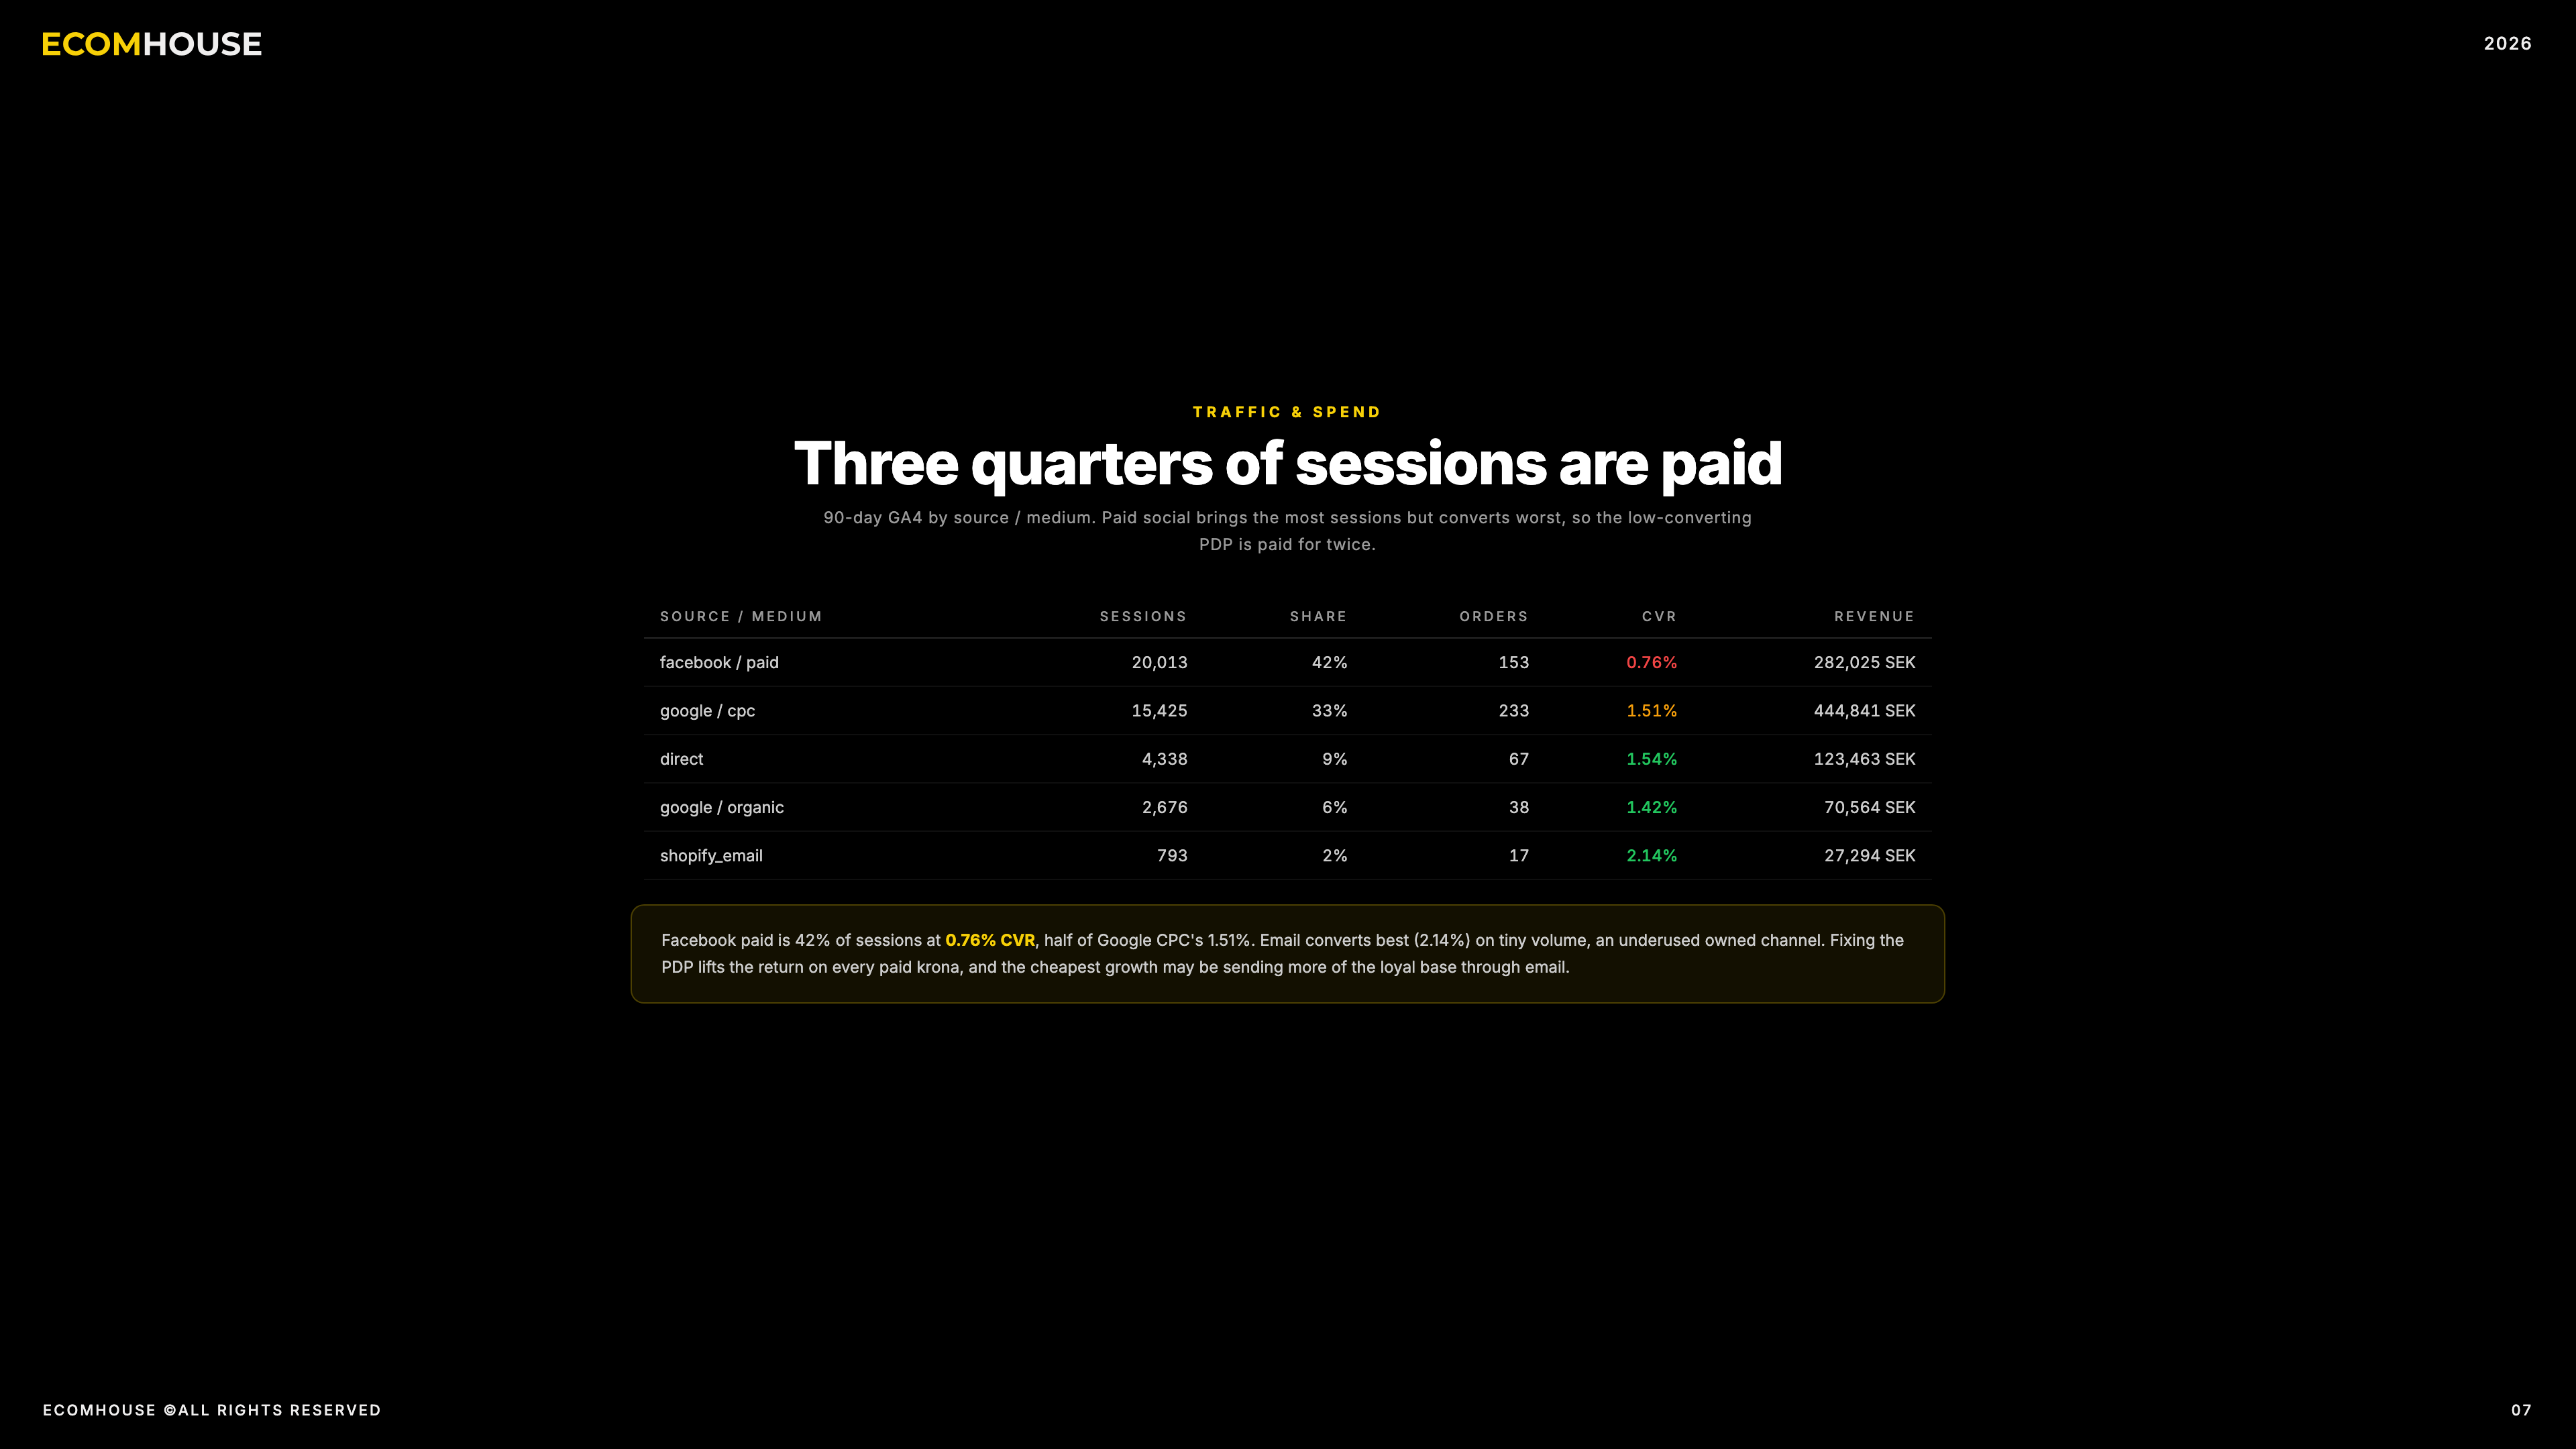 ECOMHOUSE
2026
TRAFFIC & SPEND
Three quarters of sessions are paid
90-day GA4 by source / medium. Paid social brings the most sessions but converts worst, so the low-converting
PDP is paid for twice.
SOURCE / MEDIUM SESSIONS SHARE ORDERS CVR REVENUE
facebook / paid 20,013 42% 153 0.76% 282,025 SEK
google / cpc 15,425 33% 233 1.51% 444,841 SEK
direct 4,338 9% 67 1.54% 123,463 SEK
google / organic 2,676 6% 38 1.42% 70,564 SEK
shopify_email 793 2% 17 2.14% 27,294 SEK
Facebook paid is 42% of sessions at 0.76% CVR, half of Google CPC's 1.51%. Email converts best (2.14%) on tiny volume, an underused owned channel. Fixing the
PDP lifts the return on every paid krona, and the cheapest growth may be sending more of the loyal base through email.
ECOMHOUSE ©ALL RIGHTS RESERVED
07